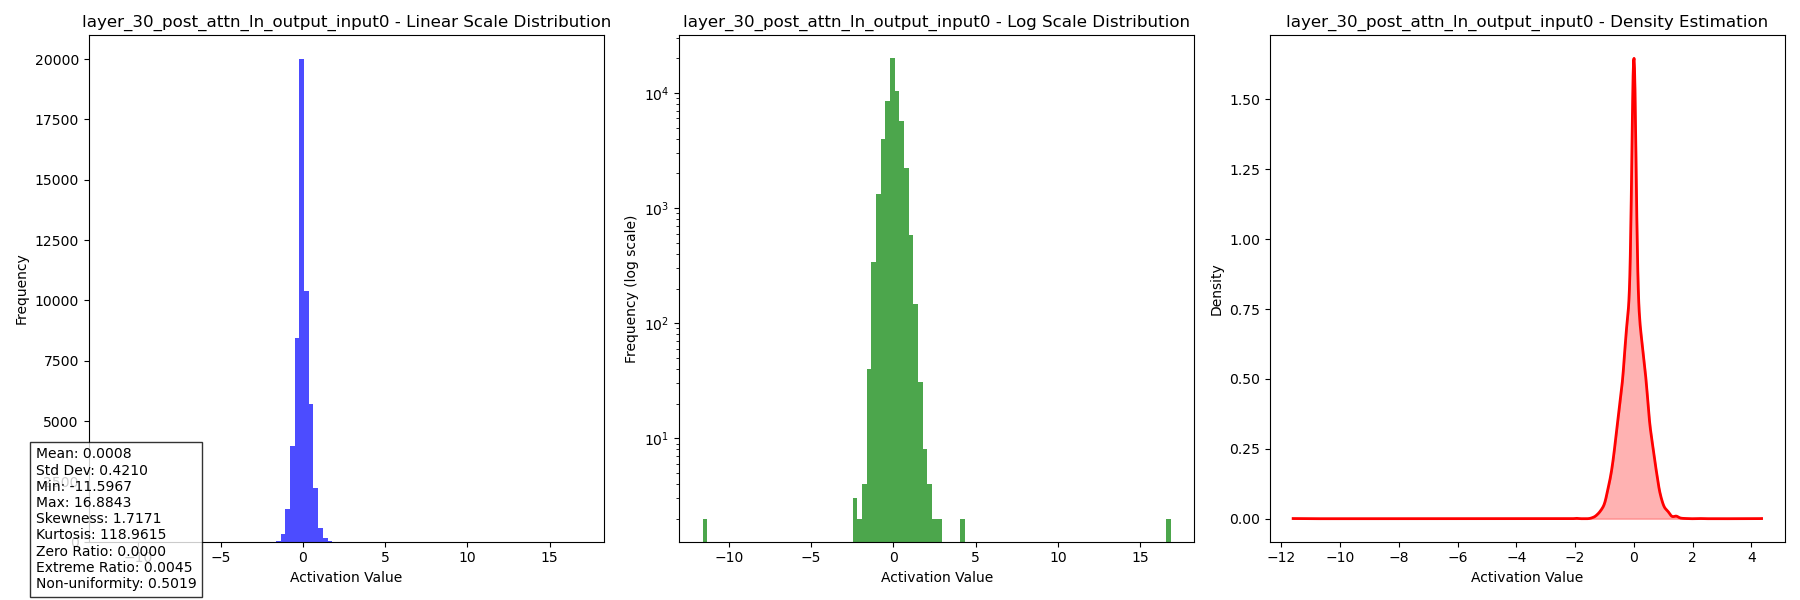 layer_30_post_attn_ln_output_input0 - Linear Scale Distribution
20000
17500
15000
12500
10000
7500
5000
2500
0
Frequency
−10
−5
0
5
10
15
Activation Value
Mean: 0.0008
Std Dev: 0.4210
Min: -11.5967
Max: 16.8843
Skewness: 1.7171
Kurtosis: 118.9615
Zero Ratio: 0.0000
Extreme Ratio: 0.0045
Non-uniformity: 0.5019
layer_30_post_attn_ln_output_input0 - Log Scale Distribution
10⁴
10³
10²
10¹
Frequency (log scale)
−10
−5
0
5
10
15
Activation Value
layer_30_post_attn_ln_output_input0 - Density Estimation
1.50
1.25
1.00
0.75
0.50
0.25
0.00
Density
−12
−10
−8
−6
−4
−2
0
2
4
Activation Value